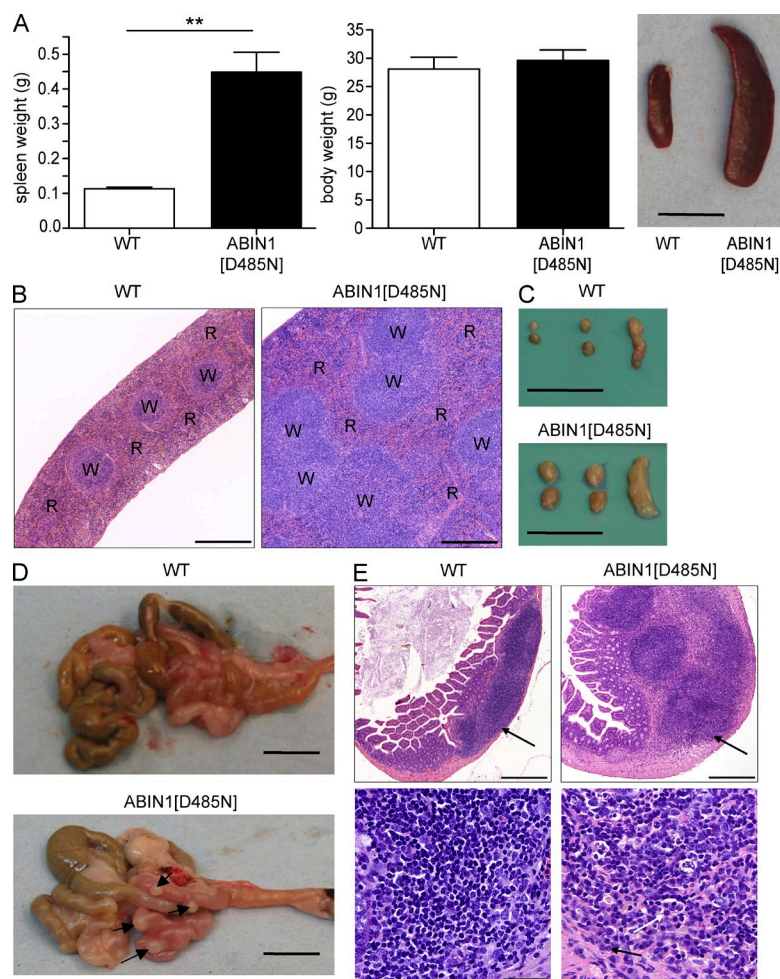 A
**
spleen weight (g)
0.5
0.4
0.3
0.2
0.1
0.0
WT
ABIN1
[D485N]
body weight (g)
35
30
25
20
15
10
5
0
WT
ABIN1
[D485N]
WT
ABIN1
[D485N]
B
WT
ABIN1[D485N]
R
W
R
W
R
R
W
R
W
R
R
W
W
R
W
W
W
R
C
WT
ABIN1[D485N]
D
WT
ABIN1[D485N]
E
WT
ABIN1[D485N]